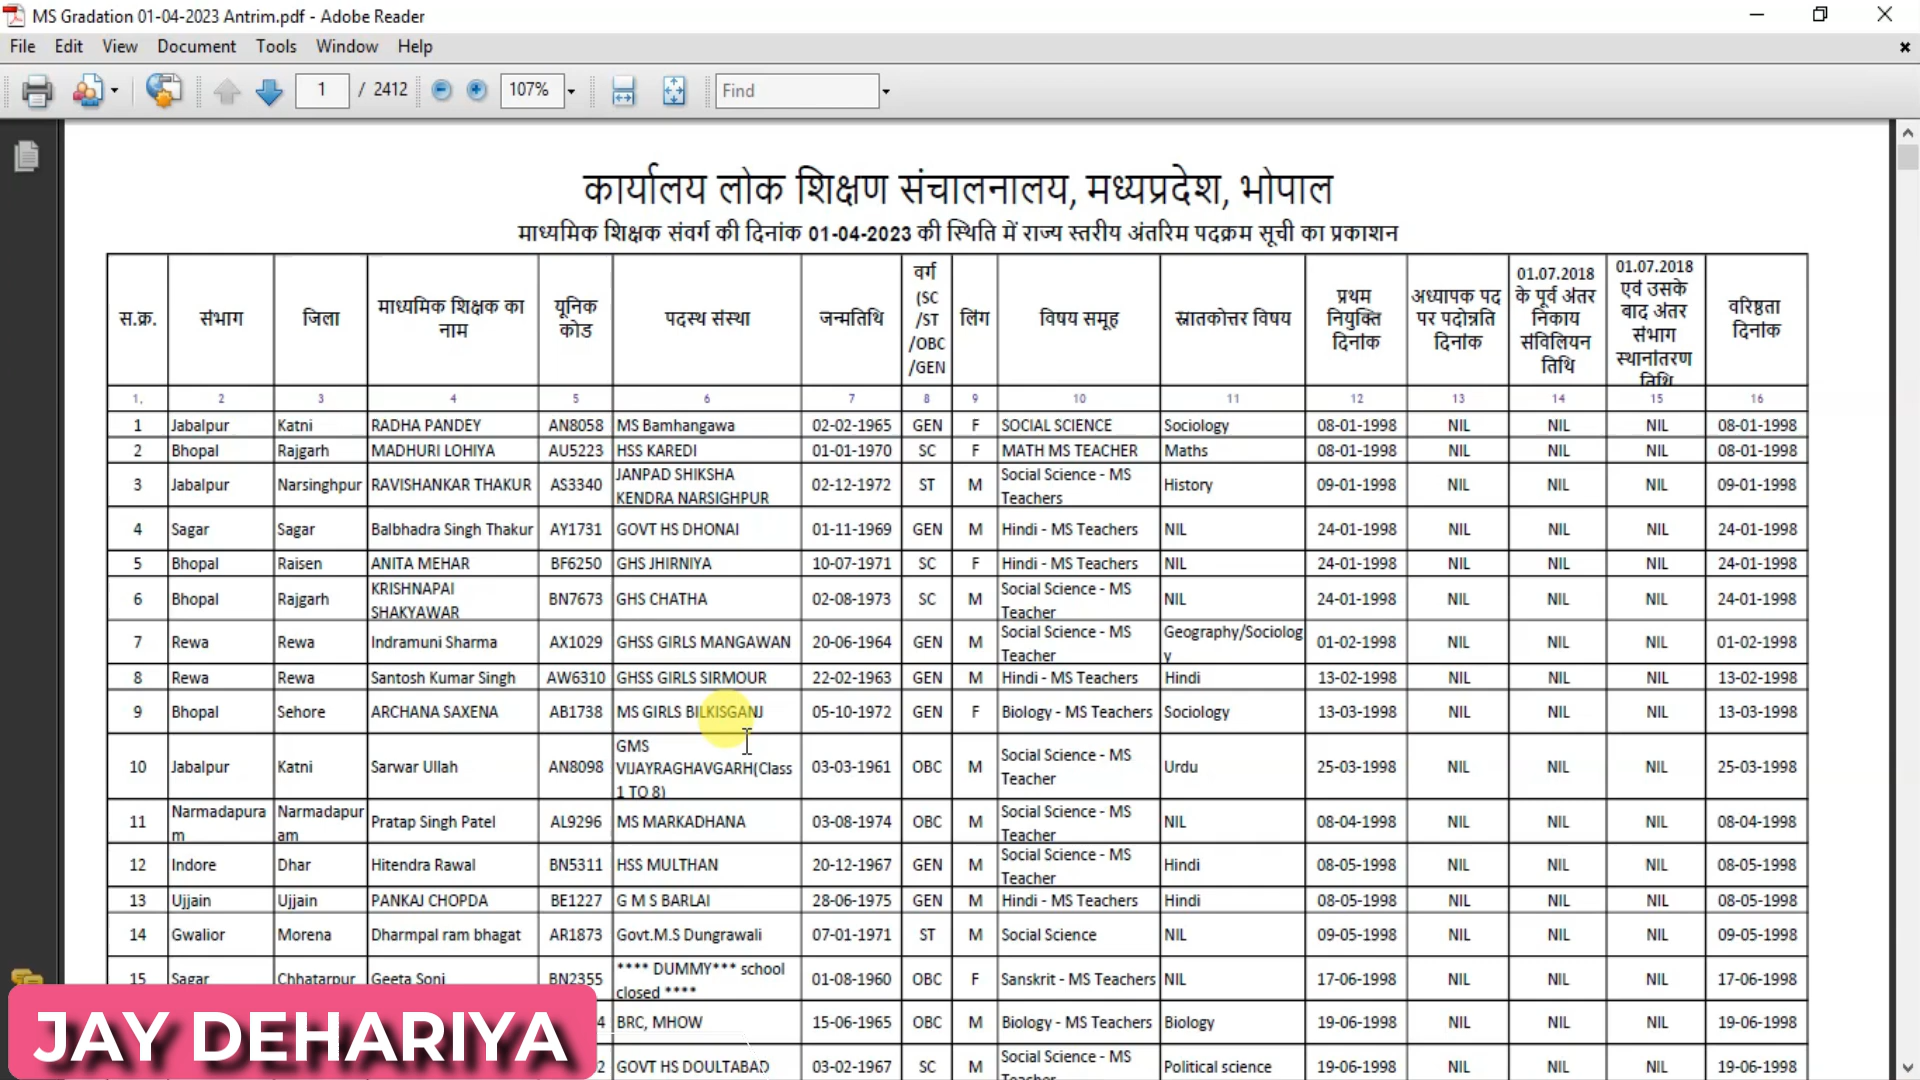 MS Gradation 01-04-2023 Antrim.pdf - Adobe Reader
File Edit View Document Tools Window Help
1 / 2412 107% Find
कार्यालय लोक शिक्षण संचालनालय, मध्यप्रदेश, भोपाल
माध्यमिक शिक्षक संवर्ग की दिनांक 01-04-2023 की स्थिति में राज्य स्तरीय अंतरिम पदक्रम सूची का प्रकाशन
स.क्र. संभाग जिला माध्यमिक शिक्षक का नाम यूनिक कोड पदस्थ संस्था जन्मतिथि वर्ग (SC /ST /OBC /GEN लिंग विषय समूह स्नातकोत्तर विषय प्रथम नियुक्ति दिनांक अध्यापक पद पर पदोन्नति दिनांक 01.07.2018 के पूर्व अंतर निकाय संविलियन तिथि 01.07.2018 एवं उसके बाद अंतर संभाग स्थानांतरण तिथि वरिष्ठता दिनांक
1. 2 3 4 5 6 7 8 9 10 11 12 13 14 15 16
1 Jabalpur Katni RADHA PANDEY AN8058 MS Bamhangawa 02-02-1965 GEN F SOCIAL SCIENCE Sociology 08-01-1998 NIL NIL NIL 08-01-1998
2 Bhopal Rajgarh MADHURI LOHIYA AU5223 HSS KAREDI 01-01-1970 SC F MATH MS TEACHER Maths 08-01-1998 NIL NIL NIL 08-01-1998
3 Jabalpur Narsinghpur RAVISHANKAR THAKUR AS3340 JANPAD SHIKSHA KENDRA NARSIGHPUR 02-12-1972 ST M Social Science - MS Teachers History 09-01-1998 NIL NIL NIL 09-01-1998
4 Sagar Sagar Balbhadra Singh Thakur AY1731 GOVT HS DHONAI 01-11-1969 GEN M Hindi - MS Teachers NIL 24-01-1998 NIL NIL NIL 24-01-1998
5 Bhopal Raisen ANITA MEHAR BF6250 GHS JHIRNIYA 10-07-1971 SC F Hindi - MS Teachers NIL 24-01-1998 NIL NIL NIL 24-01-1998
6 Bhopal Rajgarh KRISHNAPAI SHAKYAWAR BN7673 GHS CHATHA 02-08-1973 SC M Social Science - MS Teacher NIL 24-01-1998 NIL NIL NIL 24-01-1998
7 Rewa Rewa Indramuni Sharma AX1029 GHSS GIRLS MANGAWAN 20-06-1964 GEN M Social Science - MS Teacher Geography/Sociology 01-02-1998 NIL NIL NIL 01-02-1998
8 Rewa Rewa Santosh Kumar Singh AW6310 GHSS GIRLS SIRMOUR 22-02-1963 GEN M Hindi - MS Teachers Hindi 13-02-1998 NIL NIL NIL 13-02-1998
9 Bhopal Sehore ARCHANA SAXENA AB1738 MS GIRLS BILKISGANJ 05-10-1972 GEN F Biology - MS Teachers Sociology 13-03-1998 NIL NIL NIL 13-03-1998
10 Jabalpur Katni Sarwar Ullah AN8098 GMS VIJAYRAGHAVGARH(Class 1 TO 8) 03-03-1961 OBC M Social Science - MS Teacher Urdu 25-03-1998 NIL NIL NIL 25-03-1998
11 Narmadapuram Narmadapuram Pratap Singh Patel AL9296 MS MARKADHANA 03-08-1974 OBC M Social Science - MS Teacher NIL 08-04-1998 NIL NIL NIL 08-04-1998
12 Indore Dhar Hitendra Rawal BN5311 HSS MULTHAN 20-12-1967 GEN M Social Science - MS Teacher Hindi 08-05-1998 NIL NIL NIL 08-05-1998
13 Ujjain Ujjain PANKAJ CHOPDA BE1227 G M S BARLAI 28-06-1975 GEN M Hindi - MS Teachers Hindi 08-05-1998 NIL NIL NIL 08-05-1998
14 Gwalior Morena Dharmpal ram bhagat AR1873 Govt.M.S Dungrawali 07-01-1971 ST M Social Science NIL 09-05-1998 NIL NIL NIL 09-05-1998
15 Sagar Chhatarpur Geeta Soni BN2355 **** DUMMY*** school closed **** 01-08-1960 OBC F Sanskrit - MS Teachers NIL 17-06-1998 NIL NIL NIL 17-06-1998
4 BRC, MHOW 15-06-1965 OBC M Biology - MS Teachers Biology 19-06-1998 NIL NIL NIL 19-06-1998
2 GOVT HS DOULTABAD 03-02-1967 SC M Social Science - MS Teacher Political science 19-06-1998 NIL NIL NIL 19-06-1998
JAY DEHARIYA